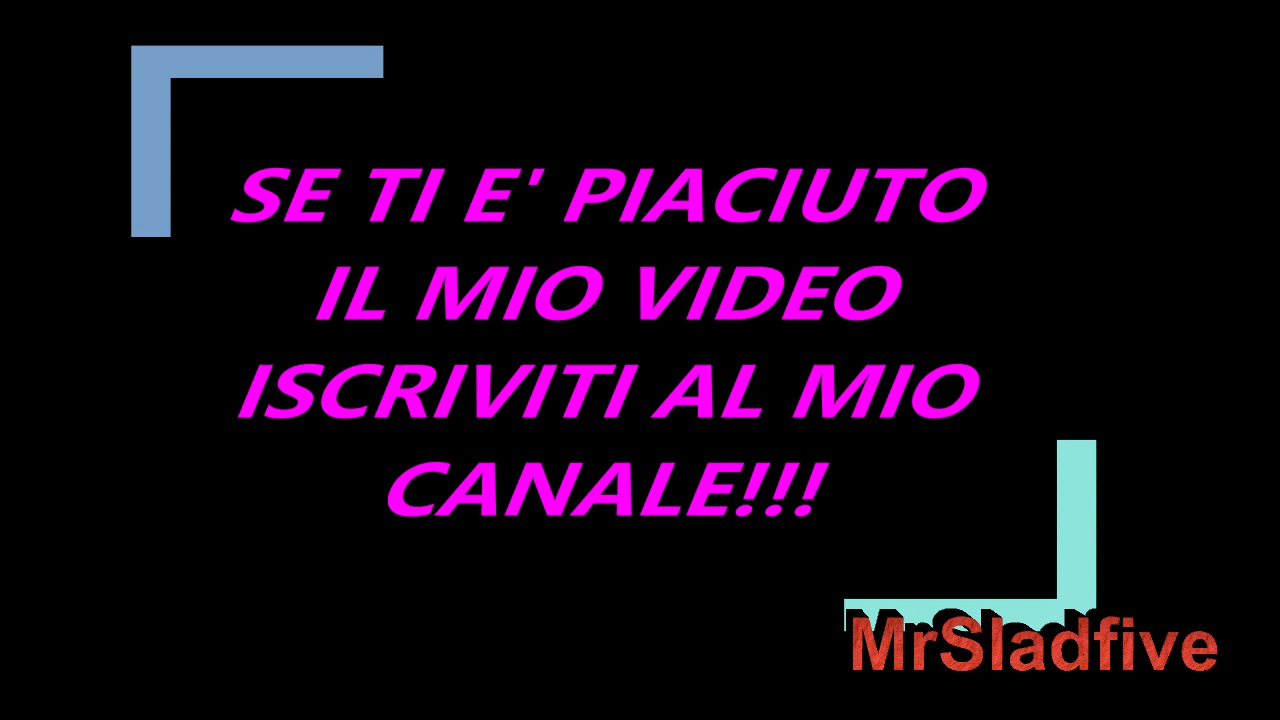 SE TI E' PIACIUTO
IL MIO VIDEO
ISCRIVITI AL MIO
CANALE!!!
MrSladfive